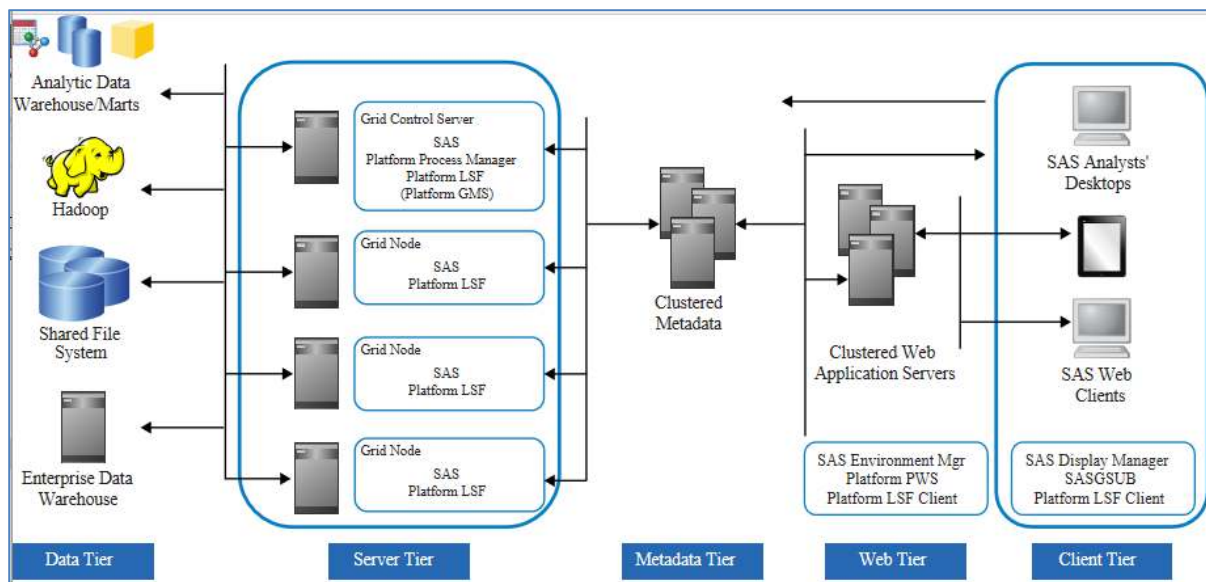 Analytic Data
Warehouse/Marts
Hadoop
Shared File
System
Enterprise Data
Warehouse
Data Tier
Grid Control Server
SAS
Platform Process Manager
Platform LSF
(Platform GMS)
Grid Node
SAS
Platform LSF
Grid Node
SAS
Platform LSF
Grid Node
SAS
Platform LSF
Server Tier
Clustered
Metadata
Metadata Tier
Clustered Web
Application Servers
SAS Environment Mgr
Platform PWS
Platform LSF Client
Web Tier
SAS Analysts'
Desktops
SAS Web
Clients
SAS Display Manager
SASGSUB
Platform LSF Client
Client Tier